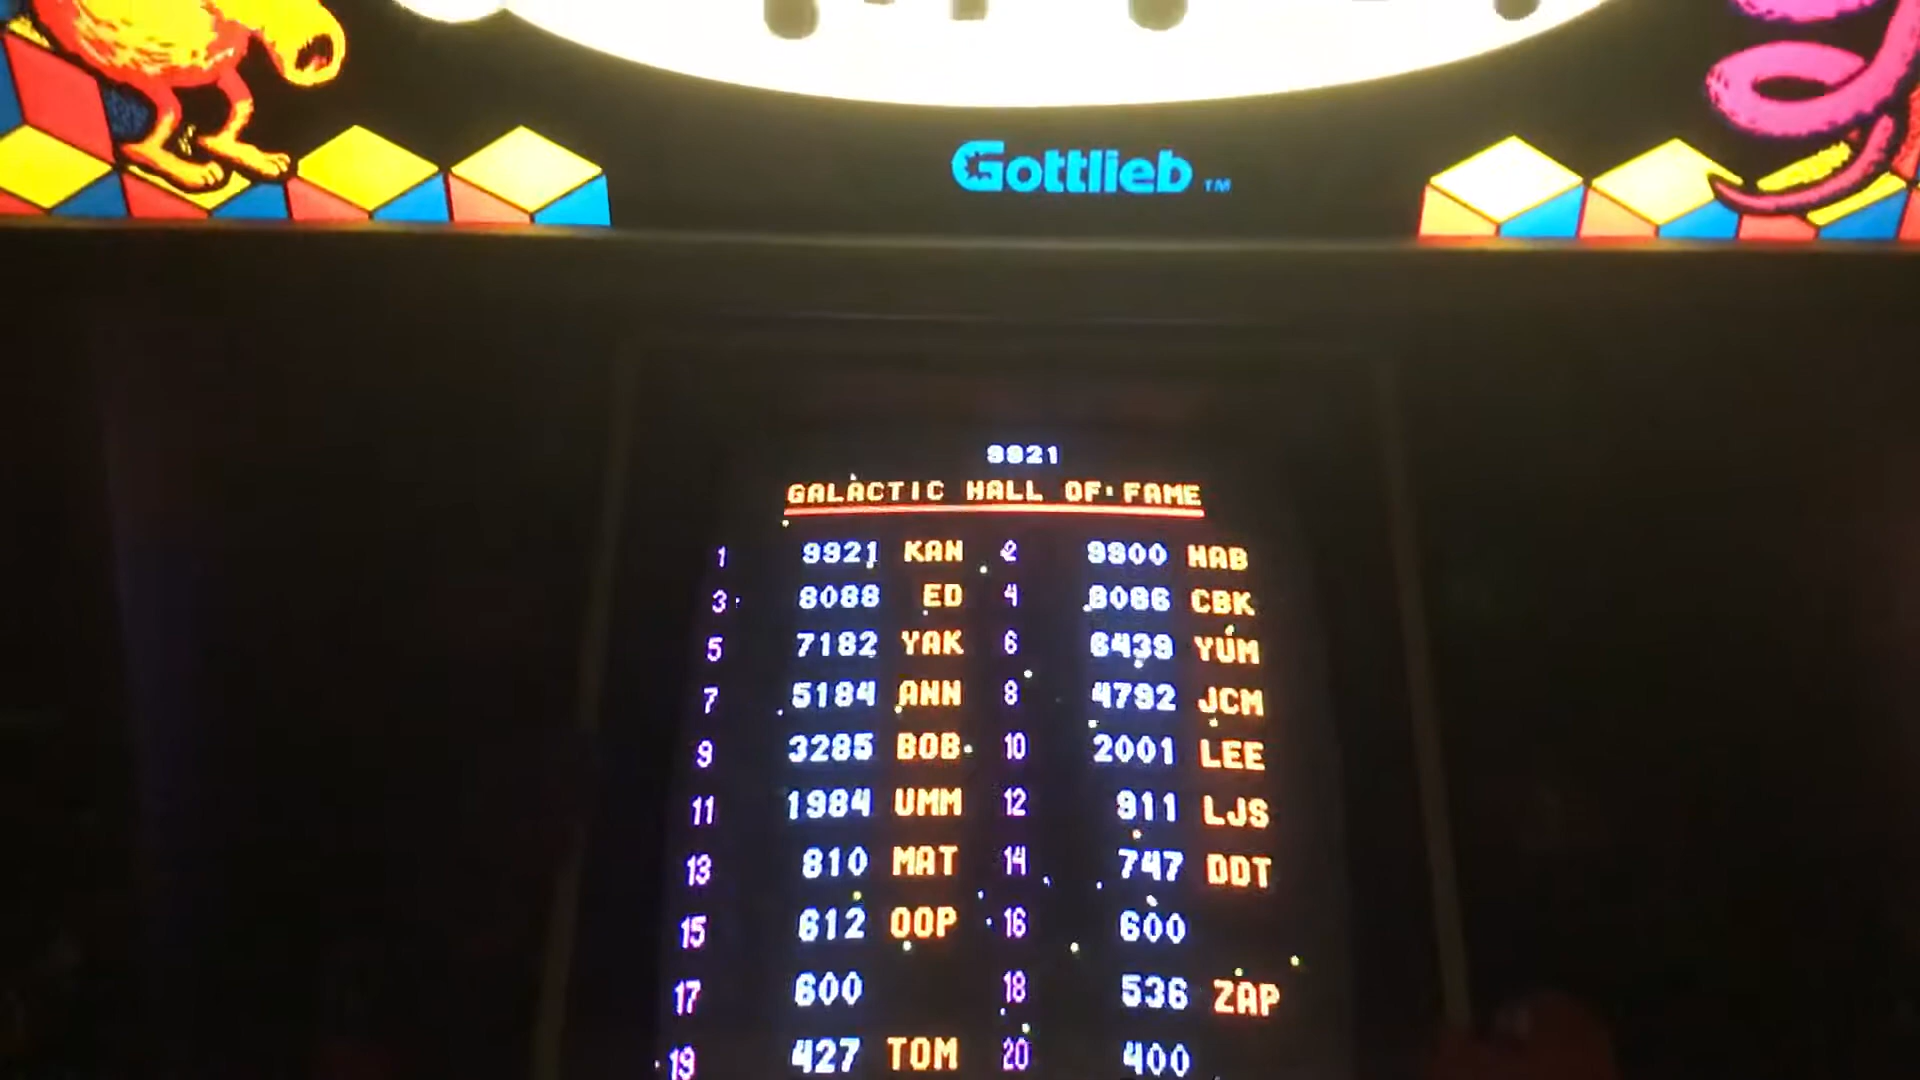 Gottlieb TM
9921
GALACTIC HALL OF FAME
1 9921 KAN 2 9800 HAB
3 8088 ED 4 8086 CBK
5 7182 YAK 6 6439 YUM
7 5184 ANN 8 4792 JCM
9 3285 BOB 10 2001 LEE
11 1984 UMM 12 911 LJS
13 810 MAT 14 747 DDT
15 612 OOP 16 600
17 600 18 536 ZAP
19 427 TOM 20 400